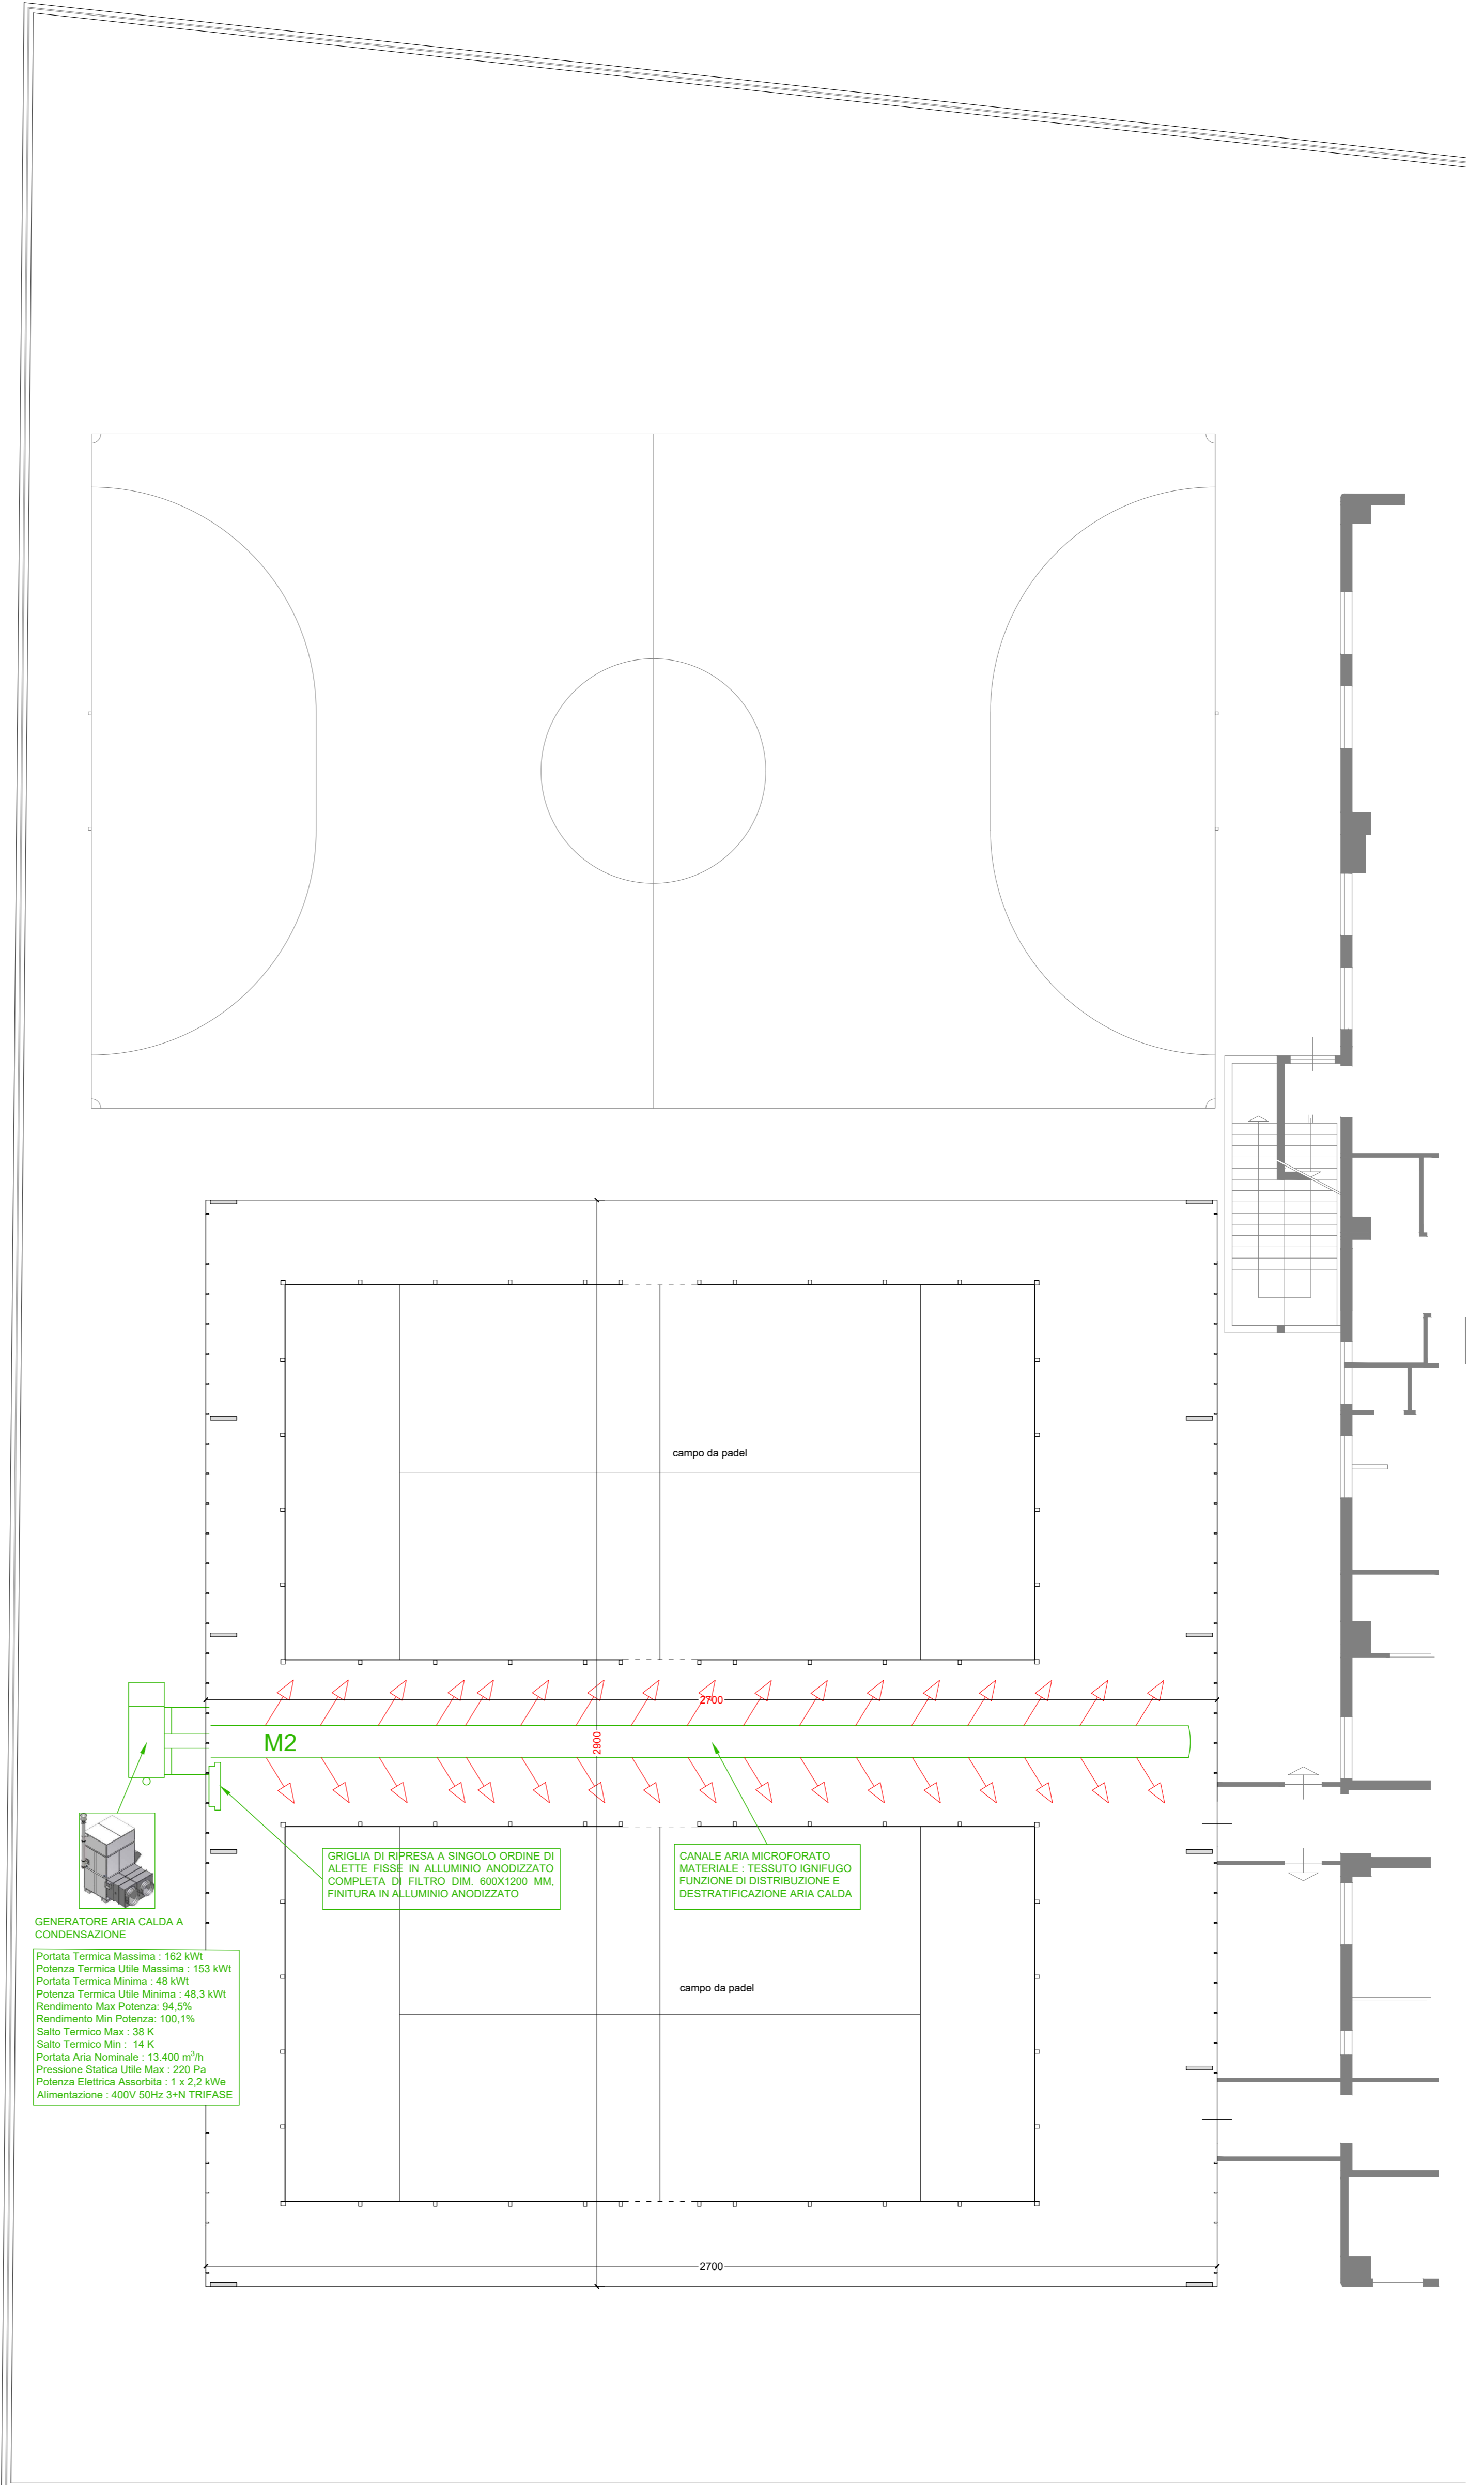 campo da padel
2700
M2
2900
GRIGLIA DI RIPRESA A SINGOLO ORDINE DI
ALETTE FISSE IN ALLUMINIO ANODIZZATO
COMPLETA DI FILTRO DIM. 600X1200 MM,
FINITURA IN ALLUMINIO ANODIZZATO
CANALE ARIA MICROFORATO
MATERIALE : TESSUTO IGNIFUGO
FUNZIONE DI DISTRIBUZIONE E
DESTRATIFICAZIONE ARIA CALDA
GENERATORE ARIA CALDA A
CONDENSAZIONE
Portata Termica Massima : 162 kWt
Potenza Termica Utile Massima : 153 kWt
Portata Termica Minima : 48 kWt
Potenza Termica Utile Minima : 48,3 kWt
Rendimento Max Potenza: 94,5%
Rendimento Min Potenza: 100,1%
Salto Termico Max : 38 K
Salto Termico Min : 14 K
Portata Aria Nominale : 13.400 m³/h
Pressione Statica Utile Max : 220 Pa
Potenza Elettrica Assorbita : 1 x 2,2 kWe
Alimentazione : 400V 50Hz 3+N TRIFASE
campo da padel
2700